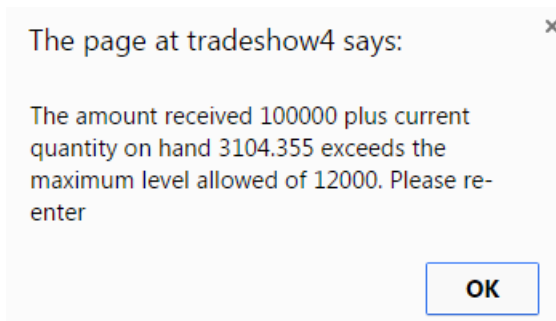 The page at tradeshow4 says:
The amount received 100000 plus current
quantity on hand 3104.355 exceeds the
maximum level allowed of 12000. Please re-
enter
OK